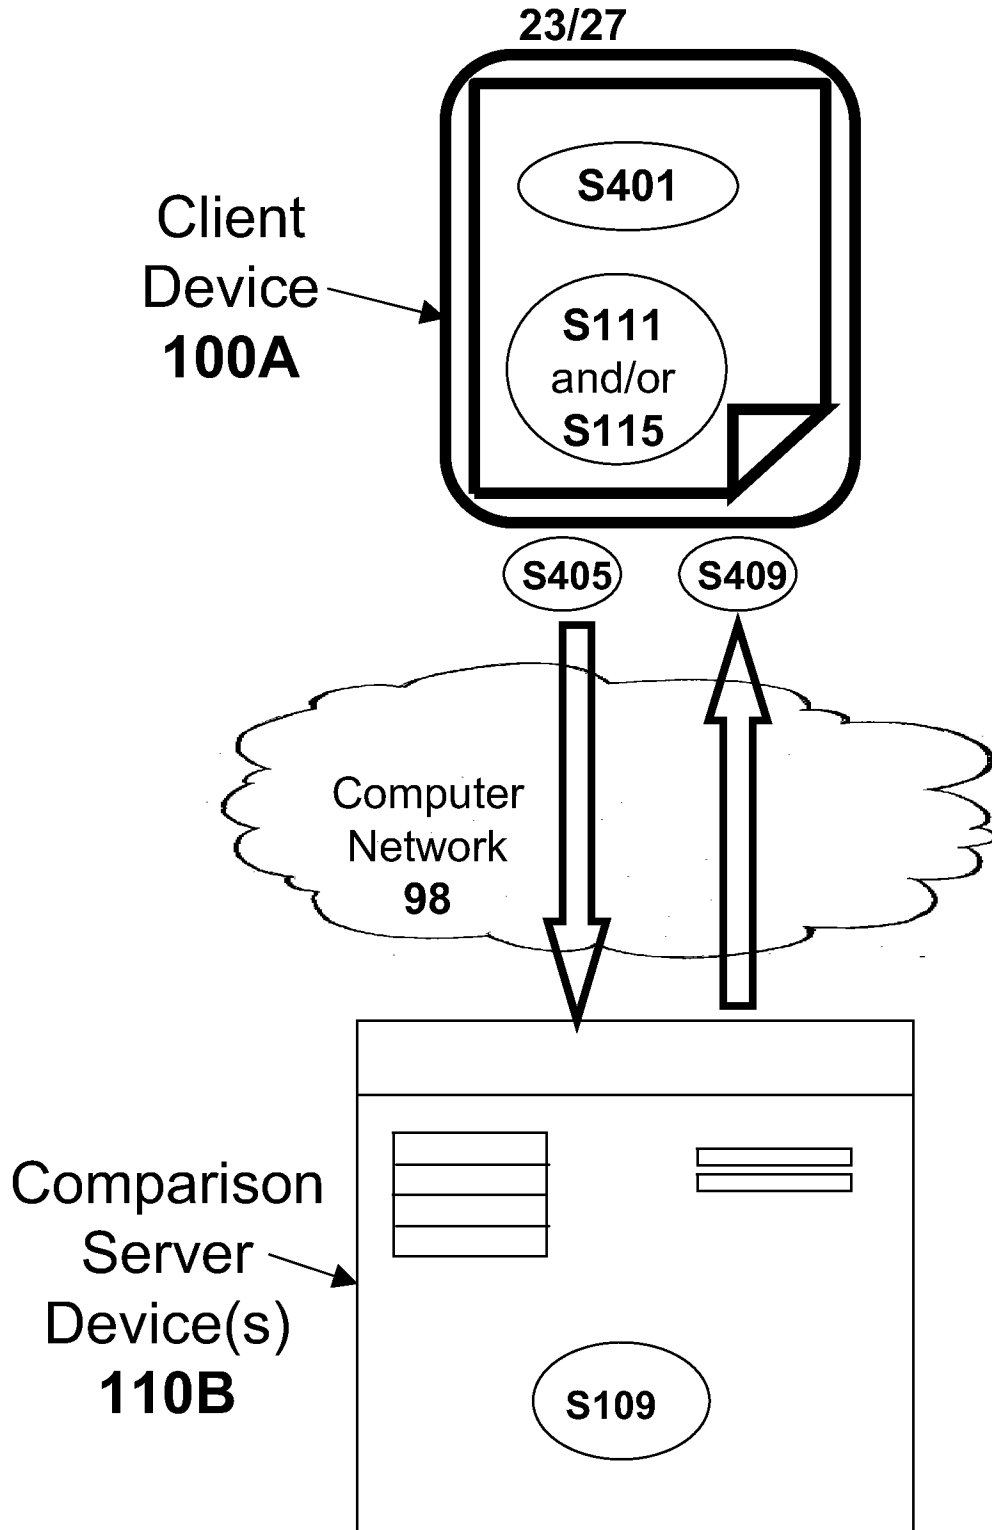 23/27
S401
Client
Device
100A
S111
and/or
S115
S405
S409
Computer
Network
98
Comparison
Server
Device(s)
110B
S109